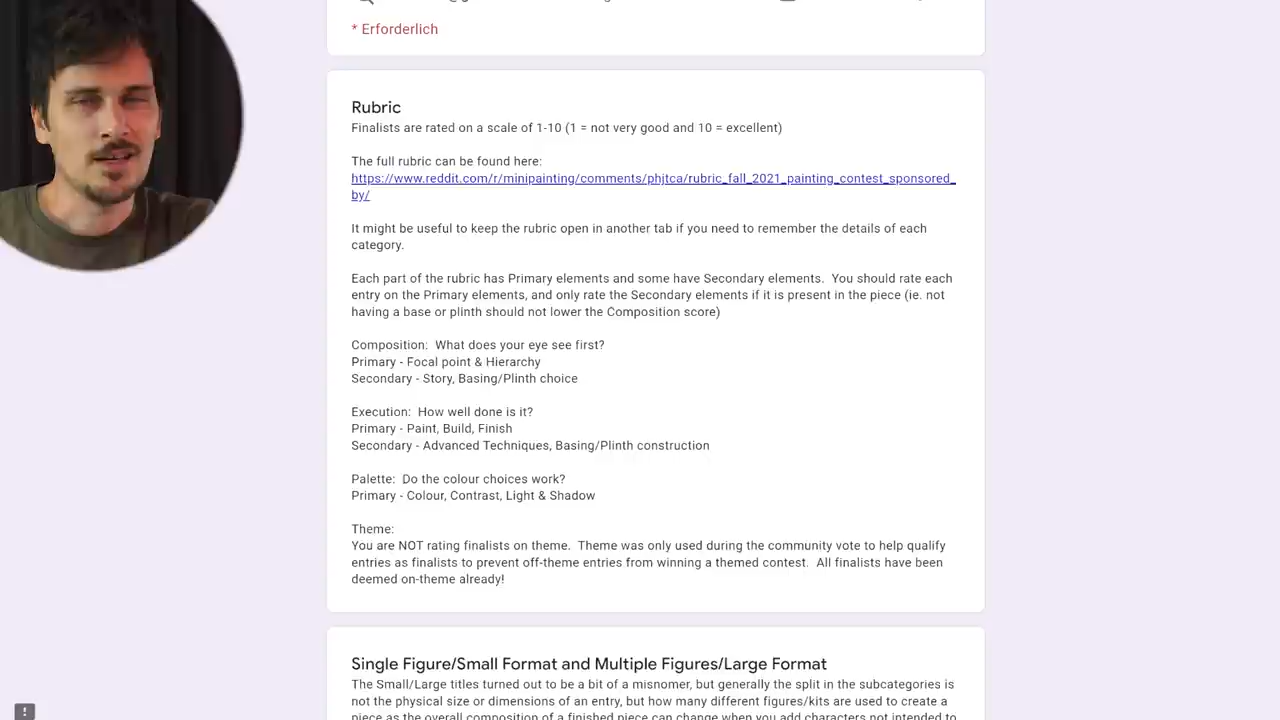 * Erforderlich
Rubric
Finalists are rated on a scale of 1-10 (1 = not very good and 10 = excellent)
The full rubric can be found here:
https://www.reddit.com/r/minipainting/comments/phjtca/rubric_fall_2021_painting_contest_sponsored_
by/
It might be useful to keep the rubric open in another tab if you need to remember the details of each
category.
Each part of the rubric has Primary elements and some have Secondary elements.  You should rate each
entry on the Primary elements, and only rate the Secondary elements if it is present in the piece (ie. not
having a base or plinth should not lower the Composition score)
Composition:  What does your eye see first?
Primary - Focal point & Hierarchy
Secondary - Story, Basing/Plinth choice
Execution:  How well done is it?
Primary - Paint, Build, Finish
Secondary - Advanced Techniques, Basing/Plinth construction
Palette:  Do the colour choices work?
Primary - Colour, Contrast, Light & Shadow
Theme:
You are NOT rating finalists on theme.  Theme was only used during the community vote to help qualify
entries as finalists to prevent off-theme entries from winning a themed contest.  All finalists have been
deemed on-theme already!
Single Figure/Small Format and Multiple Figures/Large Format
The Small/Large titles turned out to be a bit of a misnomer, but generally the split in the subcategories is
not the physical size or dimensions of an entry, but how many different figures/kits are used to create a
piece as the overall composition of a finished piece can change when you add characters not intended to